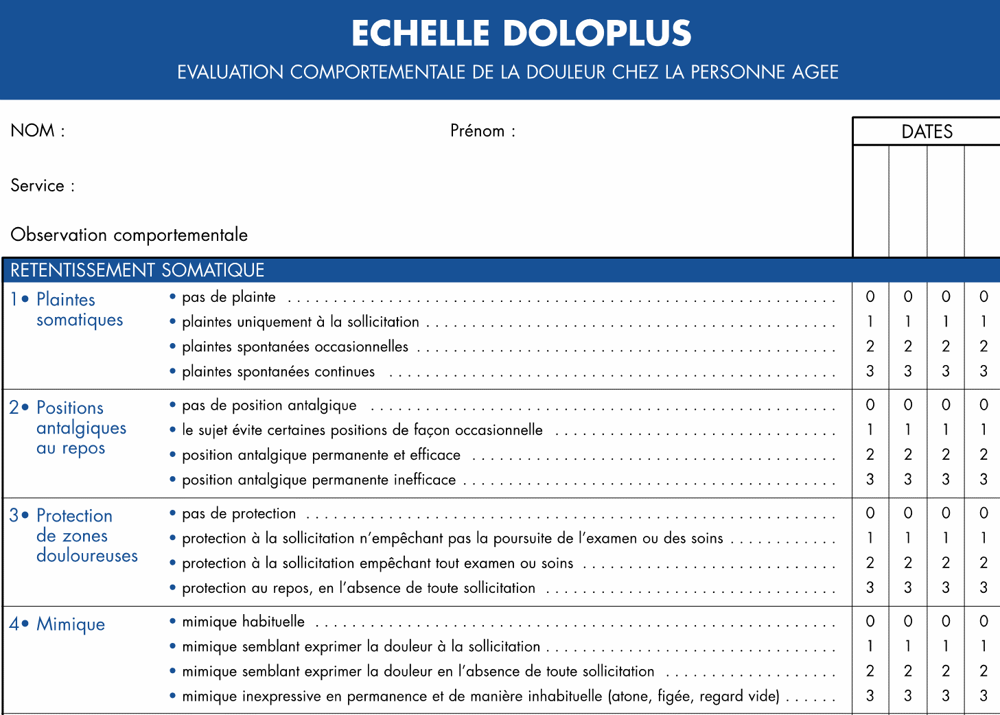 ECHELLE DOLOPLUS
EVALUATION COMPORTEMENTALE DE LA DOULEUR CHEZ LA PERSONNE AGEE
NOM : Prénom : DATES
Service :
Observation comportementale
RETENTISSEMENT SOMATIQUE
1• Plaintes somatiques
• pas de plainte . . . . . 0 0 0 0
• plaintes uniquement à la sollicitation . . . . . 1 1 1 1
• plaintes spontanées occasionnelles . . . . . 2 2 2 2
• plaintes spontanées continues . . . . . 3 3 3 3
2• Positions antalgiques au repos
• pas de position antalgique . . . . . 0 0 0 0
• le sujet évite certaines positions de façon occasionnelle . . . . . 1 1 1 1
• position antalgique permanente et efficace . . . . . 2 2 2 2
• position antalgique permanente inefficace . . . . . 3 3 3 3
3• Protection de zones douloureuses
• pas de protection . . . . . 0 0 0 0
• protection à la sollicitation n'empêchant pas la poursuite de l'examen ou des soins . . . . . 1 1 1 1
• protection à la sollicitation empêchant tout examen ou soins . . . . . 2 2 2 2
• protection au repos, en l'absence de toute sollicitation . . . . . 3 3 3 3
4• Mimique
• mimique habituelle . . . . . 0 0 0 0
• mimique semblant exprimer la douleur à la sollicitation . . . . . 1 1 1 1
• mimique semblant exprimer la douleur en l'absence de toute sollicitation . . . . . 2 2 2 2
• mimique inexpressive en permanence et de manière inhabituelle (atone, figée, regard vide) . . . . . 3 3 3 3